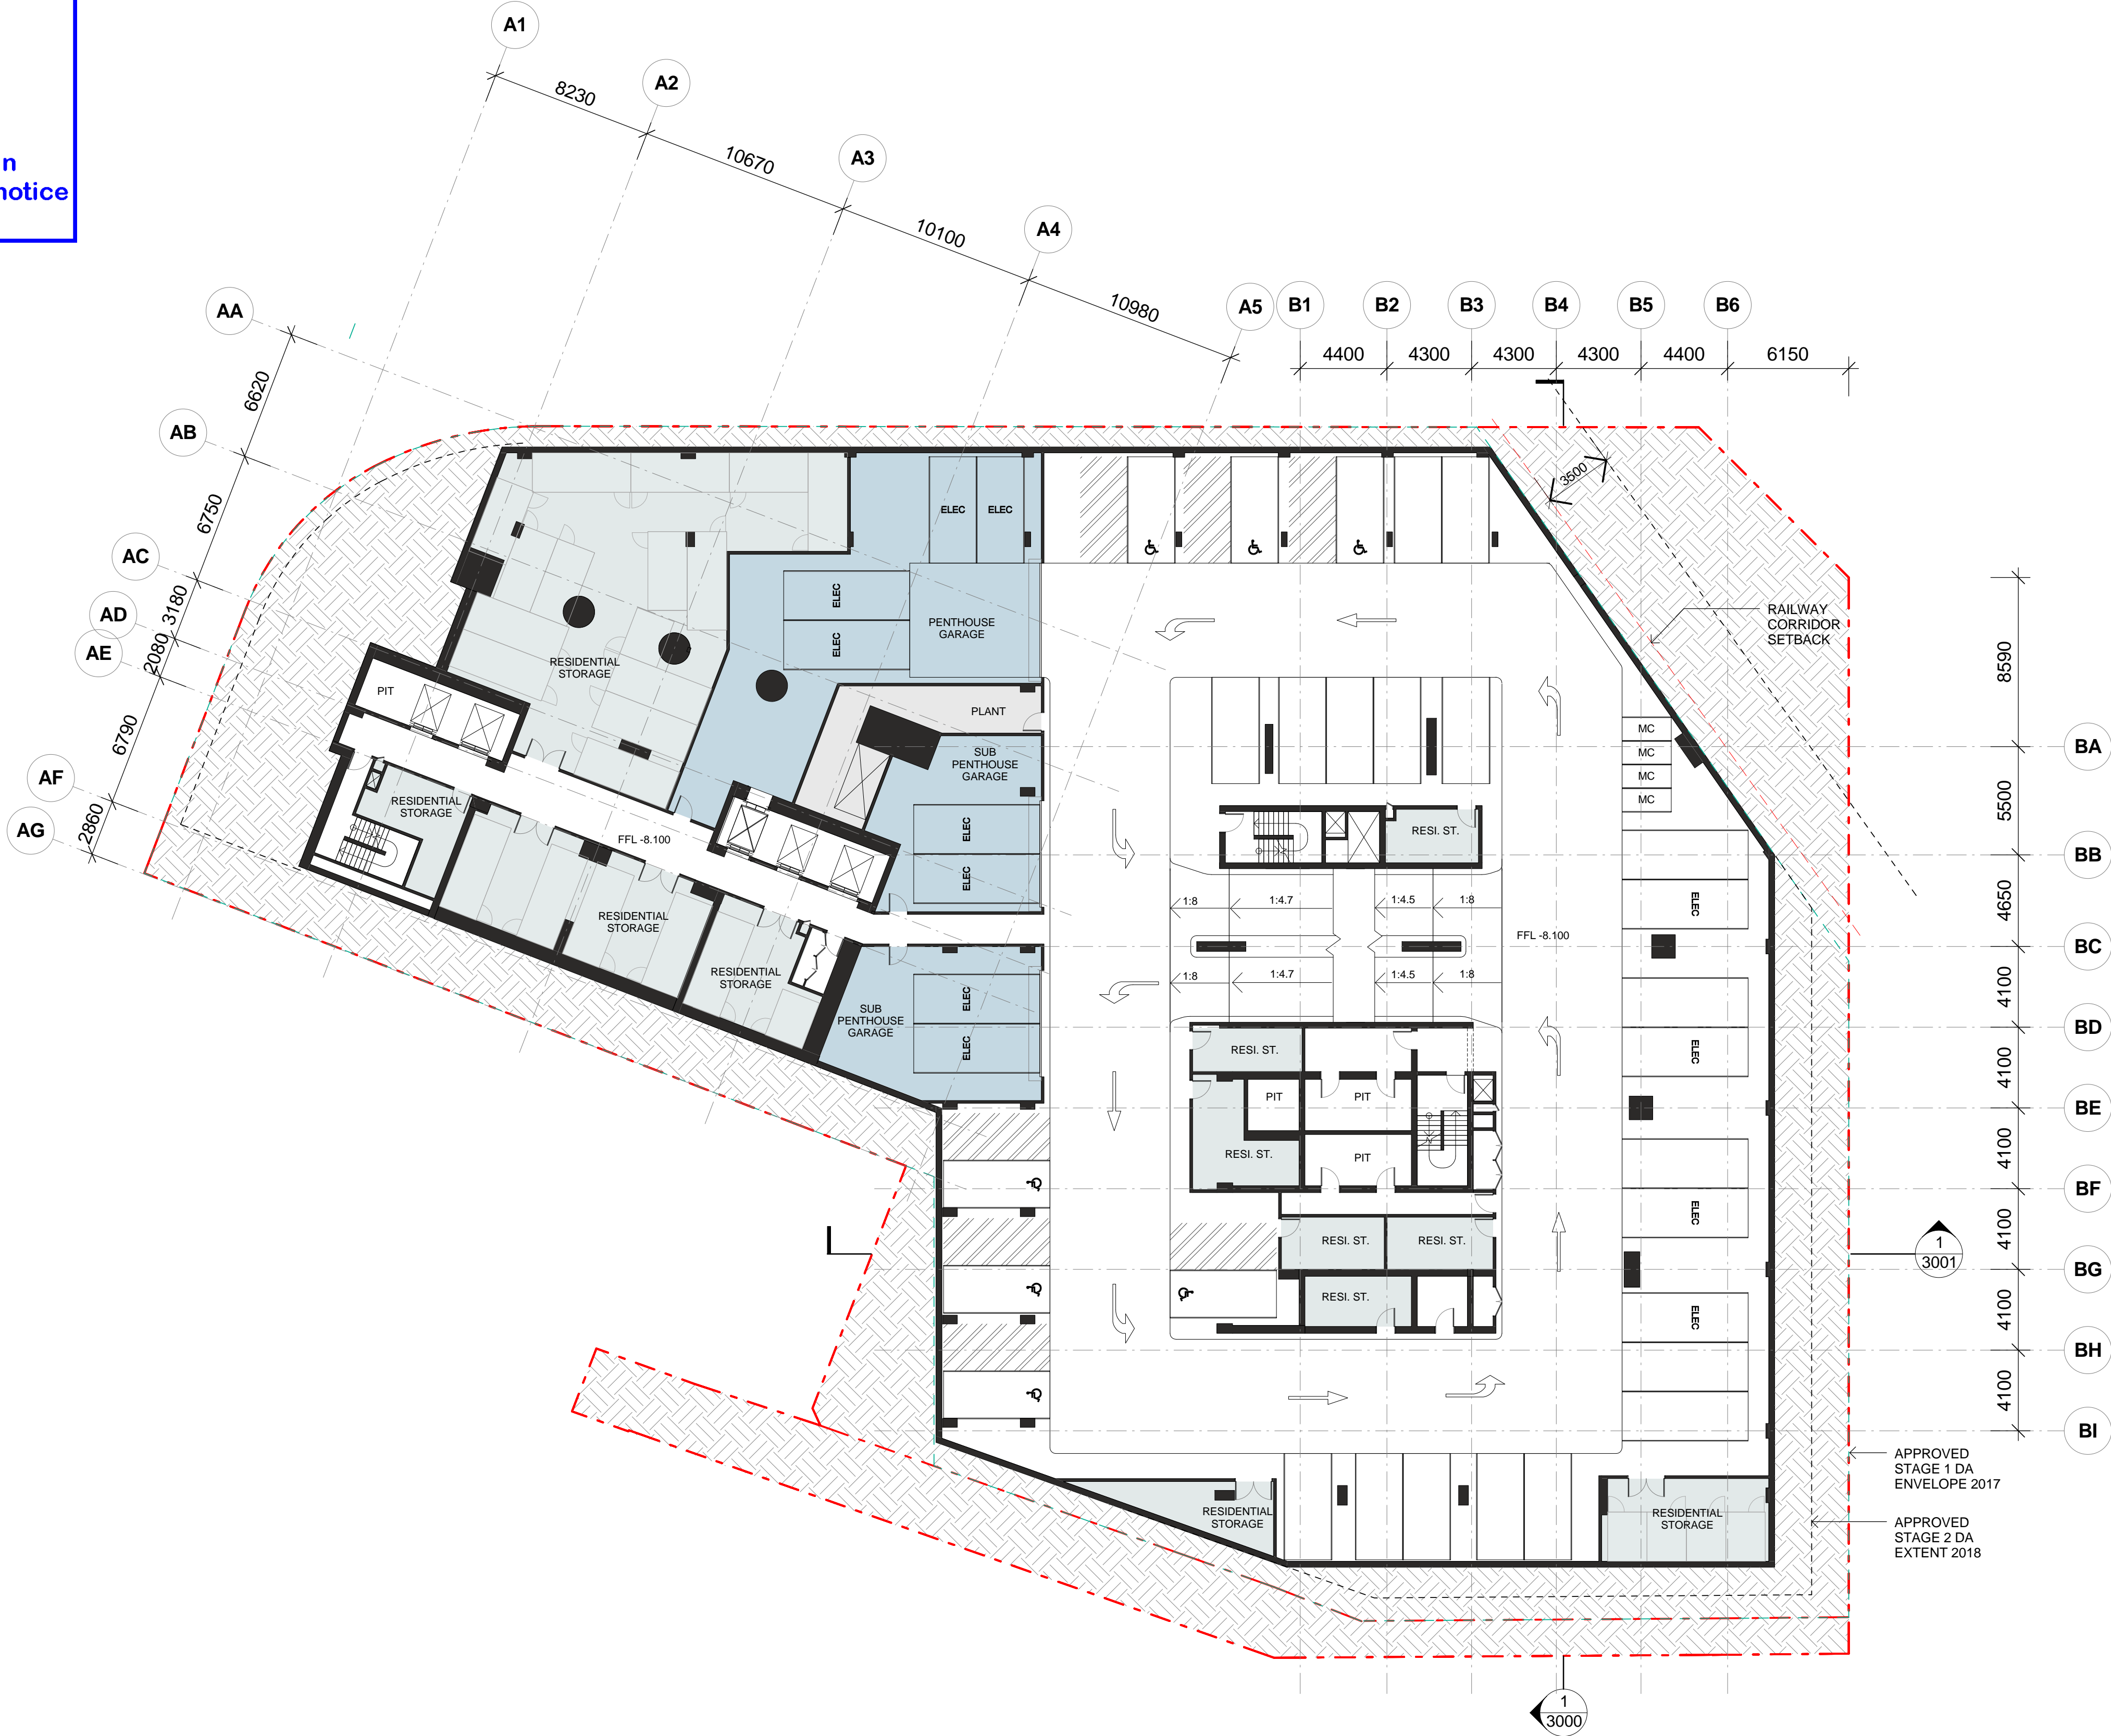 n
notice
A1
A2
A3
A4
A5
B1
B2
B3
B4
B5
B6
8230
10670
10100
10980
4400
4300
4300
4300
4400
6150
AA
AB
AC
AD
AE
AF
AG
6620
6750
3180
2080
6790
2860
3500
RAILWAY
CORRIDOR
SETBACK
ELEC
ELEC
ELEC
ELEC
PENTHOUSE
GARAGE
RESIDENTIAL
STORAGE
PIT
PLANT
SUB
PENTHOUSE
GARAGE
ELEC
ELEC
RESIDENTIAL
STORAGE
FFL -8.100
RESIDENTIAL
STORAGE
RESIDENTIAL
STORAGE
SUB
PENTHOUSE
GARAGE
ELEC
ELEC
MC
MC
MC
MC
RESI. ST.
1:8
1:4.7
1:4.5
1:8
FFL -8.100
1:8
1:4.7
1:4.5
1:8
ELEC
ELEC
ELEC
ELEC
RESI. ST.
PIT
PIT
RESI. ST.
PIT
RESI. ST.
RESI. ST.
RESI. ST.
RESIDENTIAL
STORAGE
RESIDENTIAL
STORAGE
8590
5500
4650
4100
4100
4100
4100
4100
4100
BA
BB
BC
BD
BE
BF
BG
BH
BI
1
3001
APPROVED
STAGE 1 DA
ENVELOPE 2017
APPROVED
STAGE 2 DA
EXTENT 2018
1
3000